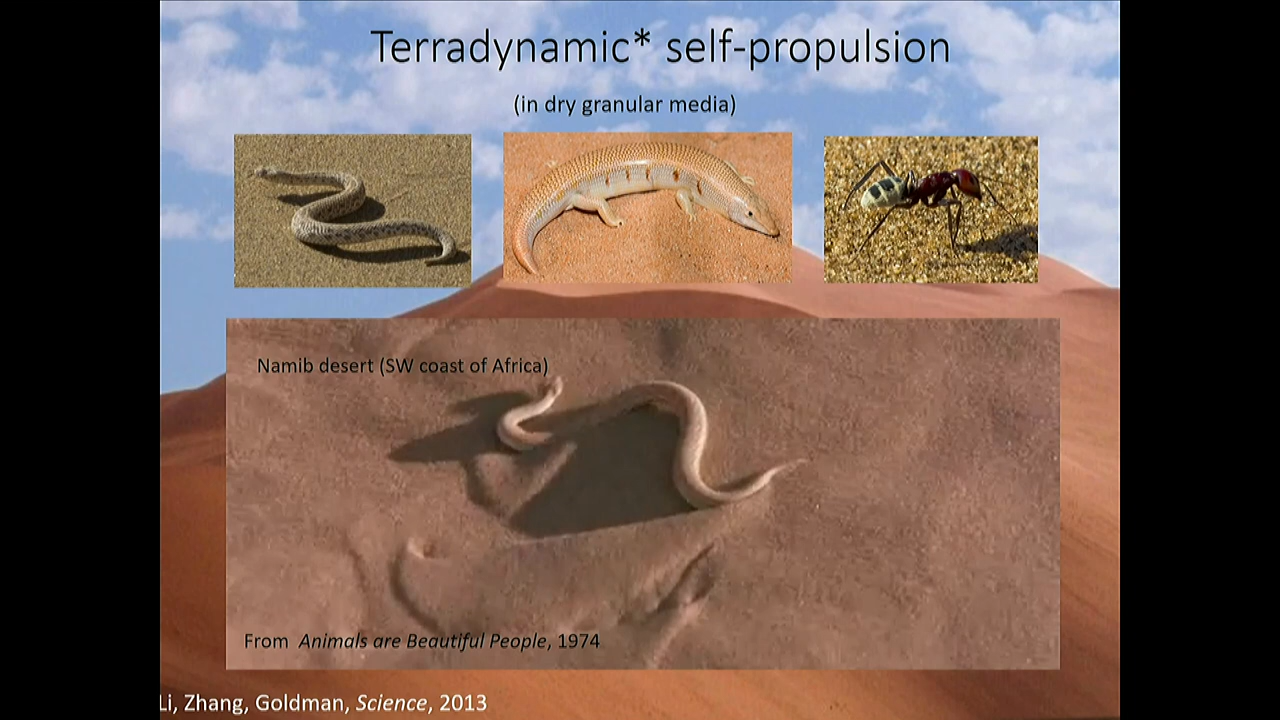 Terradynamic* self-propulsion
(in dry granular media)
Namib desert (SW coast of Africa)
From Animals are Beautiful People, 1974
Li, Zhang, Goldman, Science, 2013